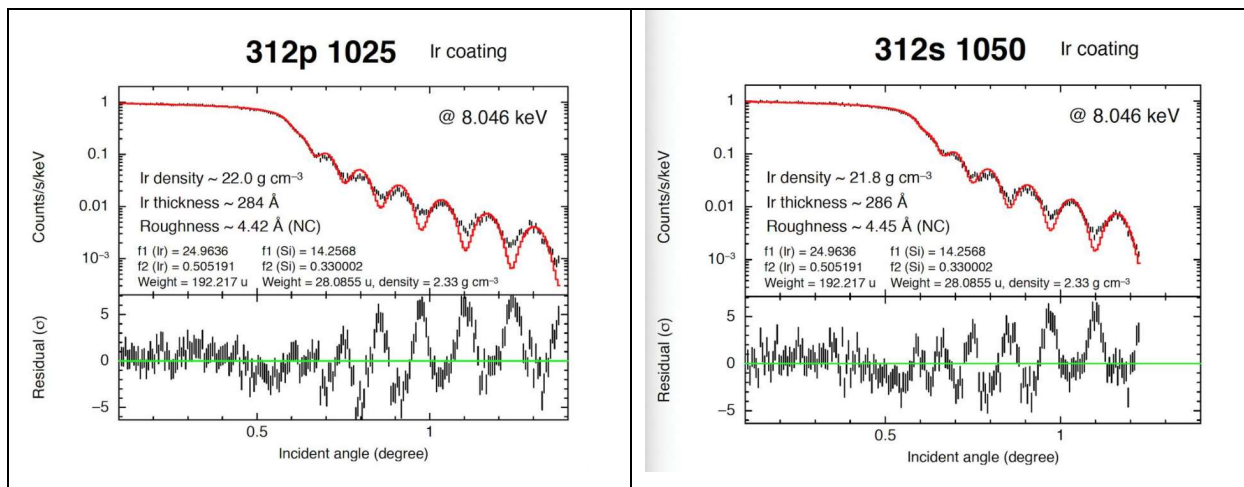 312p 1025 Ir coating
1
0.1
0.01
10⁻³
Counts/s/keV
@ 8.046 keV
Ir density ~ 22.0 g cm⁻³
Ir thickness ~ 284 Å
Roughness ~ 4.42 Å (NC)
f1 (Ir) = 24.9636 f1 (Si) = 14.2568
f2 (Ir) = 0.505191 f2 (Si) = 0.330002
Weight = 192.217 u Weight = 28.0855 u, density = 2.33 g cm⁻³
5
0
−5
Residual (σ)
0.5 1
Incident angle (degree)
312s 1050 Ir coating
1
0.1
0.01
10⁻³
Counts/s/keV
@ 8.046 keV
Ir density ~ 21.8 g cm⁻³
Ir thickness ~ 286 Å
Roughness ~ 4.45 Å (NC)
f1 (Ir) = 24.9636 f1 (Si) = 14.2568
f2 (Ir) = 0.505191 f2 (Si) = 0.330002
Weight = 192.217 u Weight = 28.0855 u, density = 2.33 g cm⁻³
5
0
−5
Residual (σ)
0.5 1
Incident angle (degree)